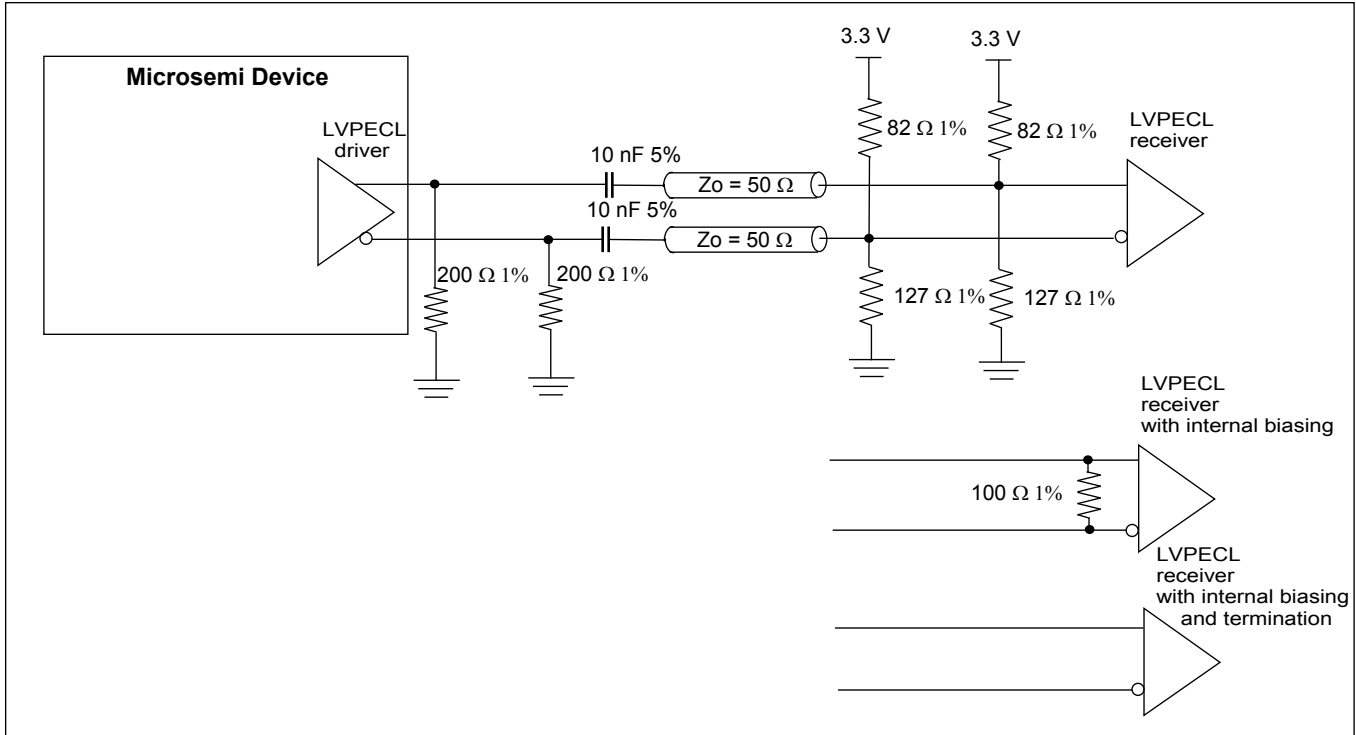 3.3 V
3.3 V
Microsemi Device
LVPECL
driver
82 Ω 1%
82 Ω 1%
LVPECL
receiver
10 nF 5%
Zo = 50 Ω
10 nF 5%
Zo = 50 Ω
200 Ω 1%
200 Ω 1%
127 Ω 1%
127 Ω 1%
LVPECL
receiver
with internal biasing
100 Ω 1%
LVPECL
receiver
with internal biasing
and termination